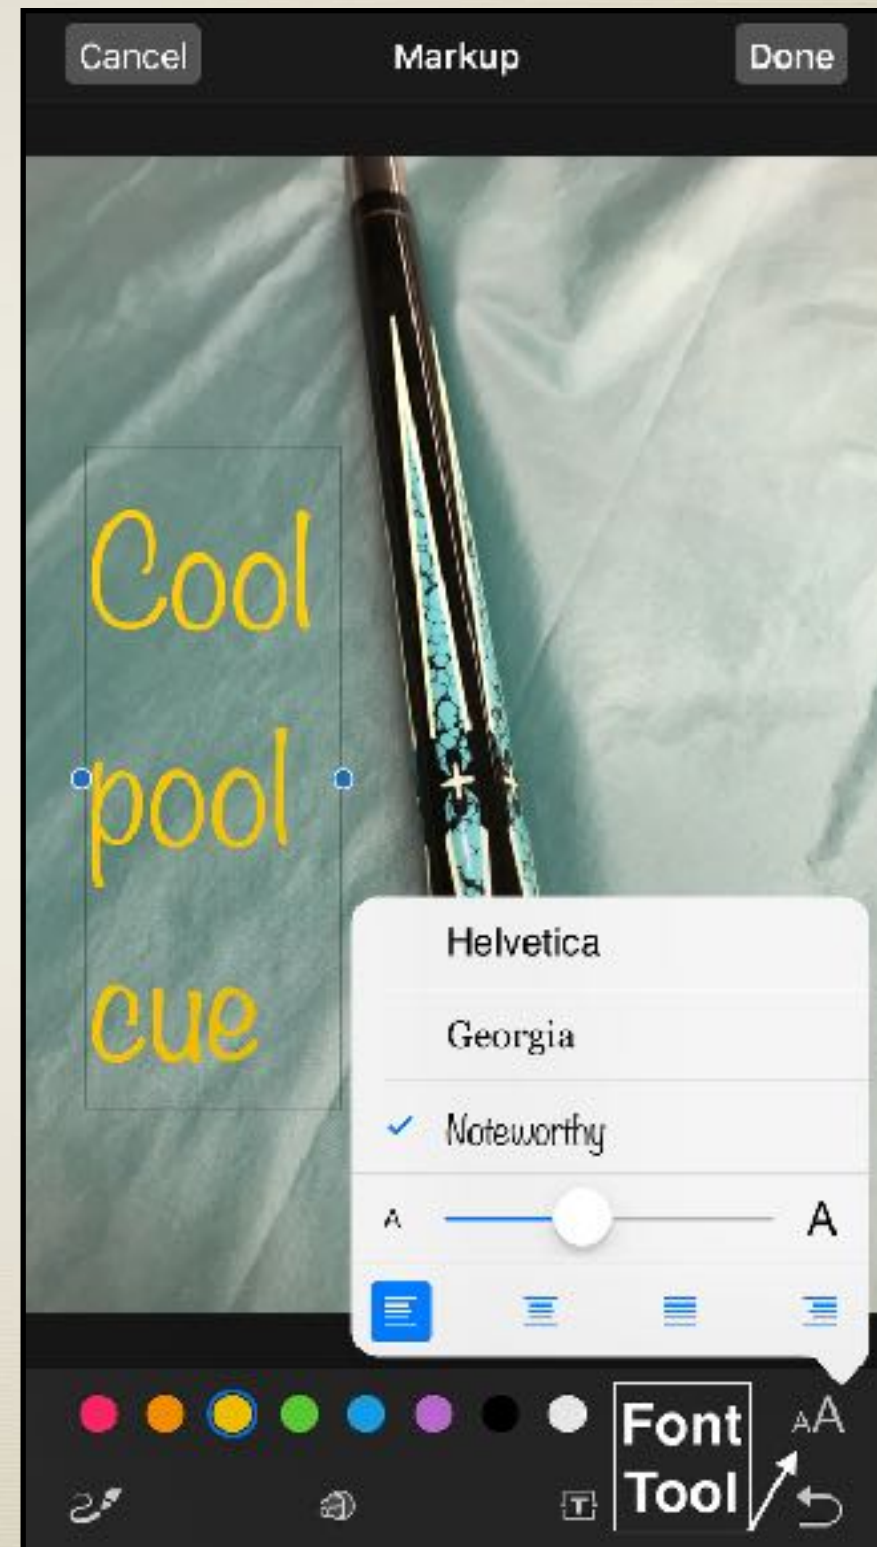 Cancel Markup Done
Cool
pool
cue
Helvetica
Georgia
Noteworthy
A A
Font AA
Tool
T